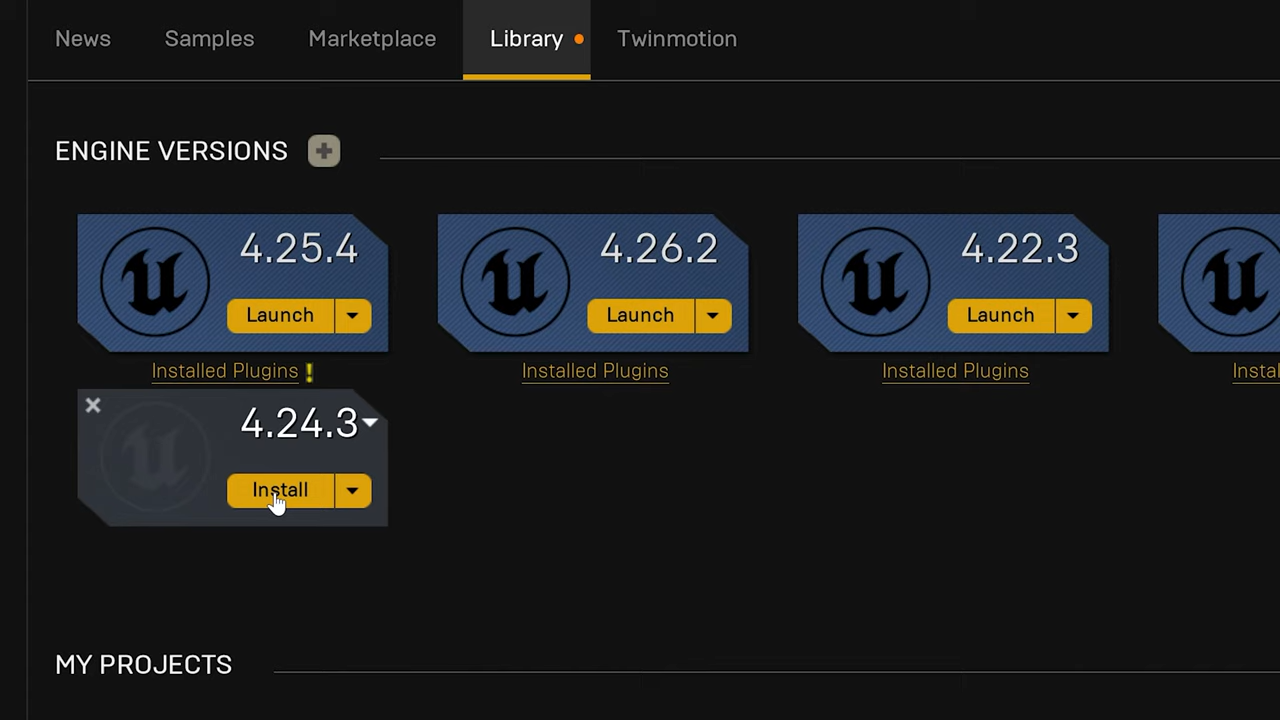 News Samples Marketplace Library Twinmotion
ENGINE VERSIONS
4.25.4 4.26.2 4.22.3
Launch Launch Launch
Installed Plugins ! Installed Plugins Installed Plugins
4.24.3
Install
MY PROJECTS